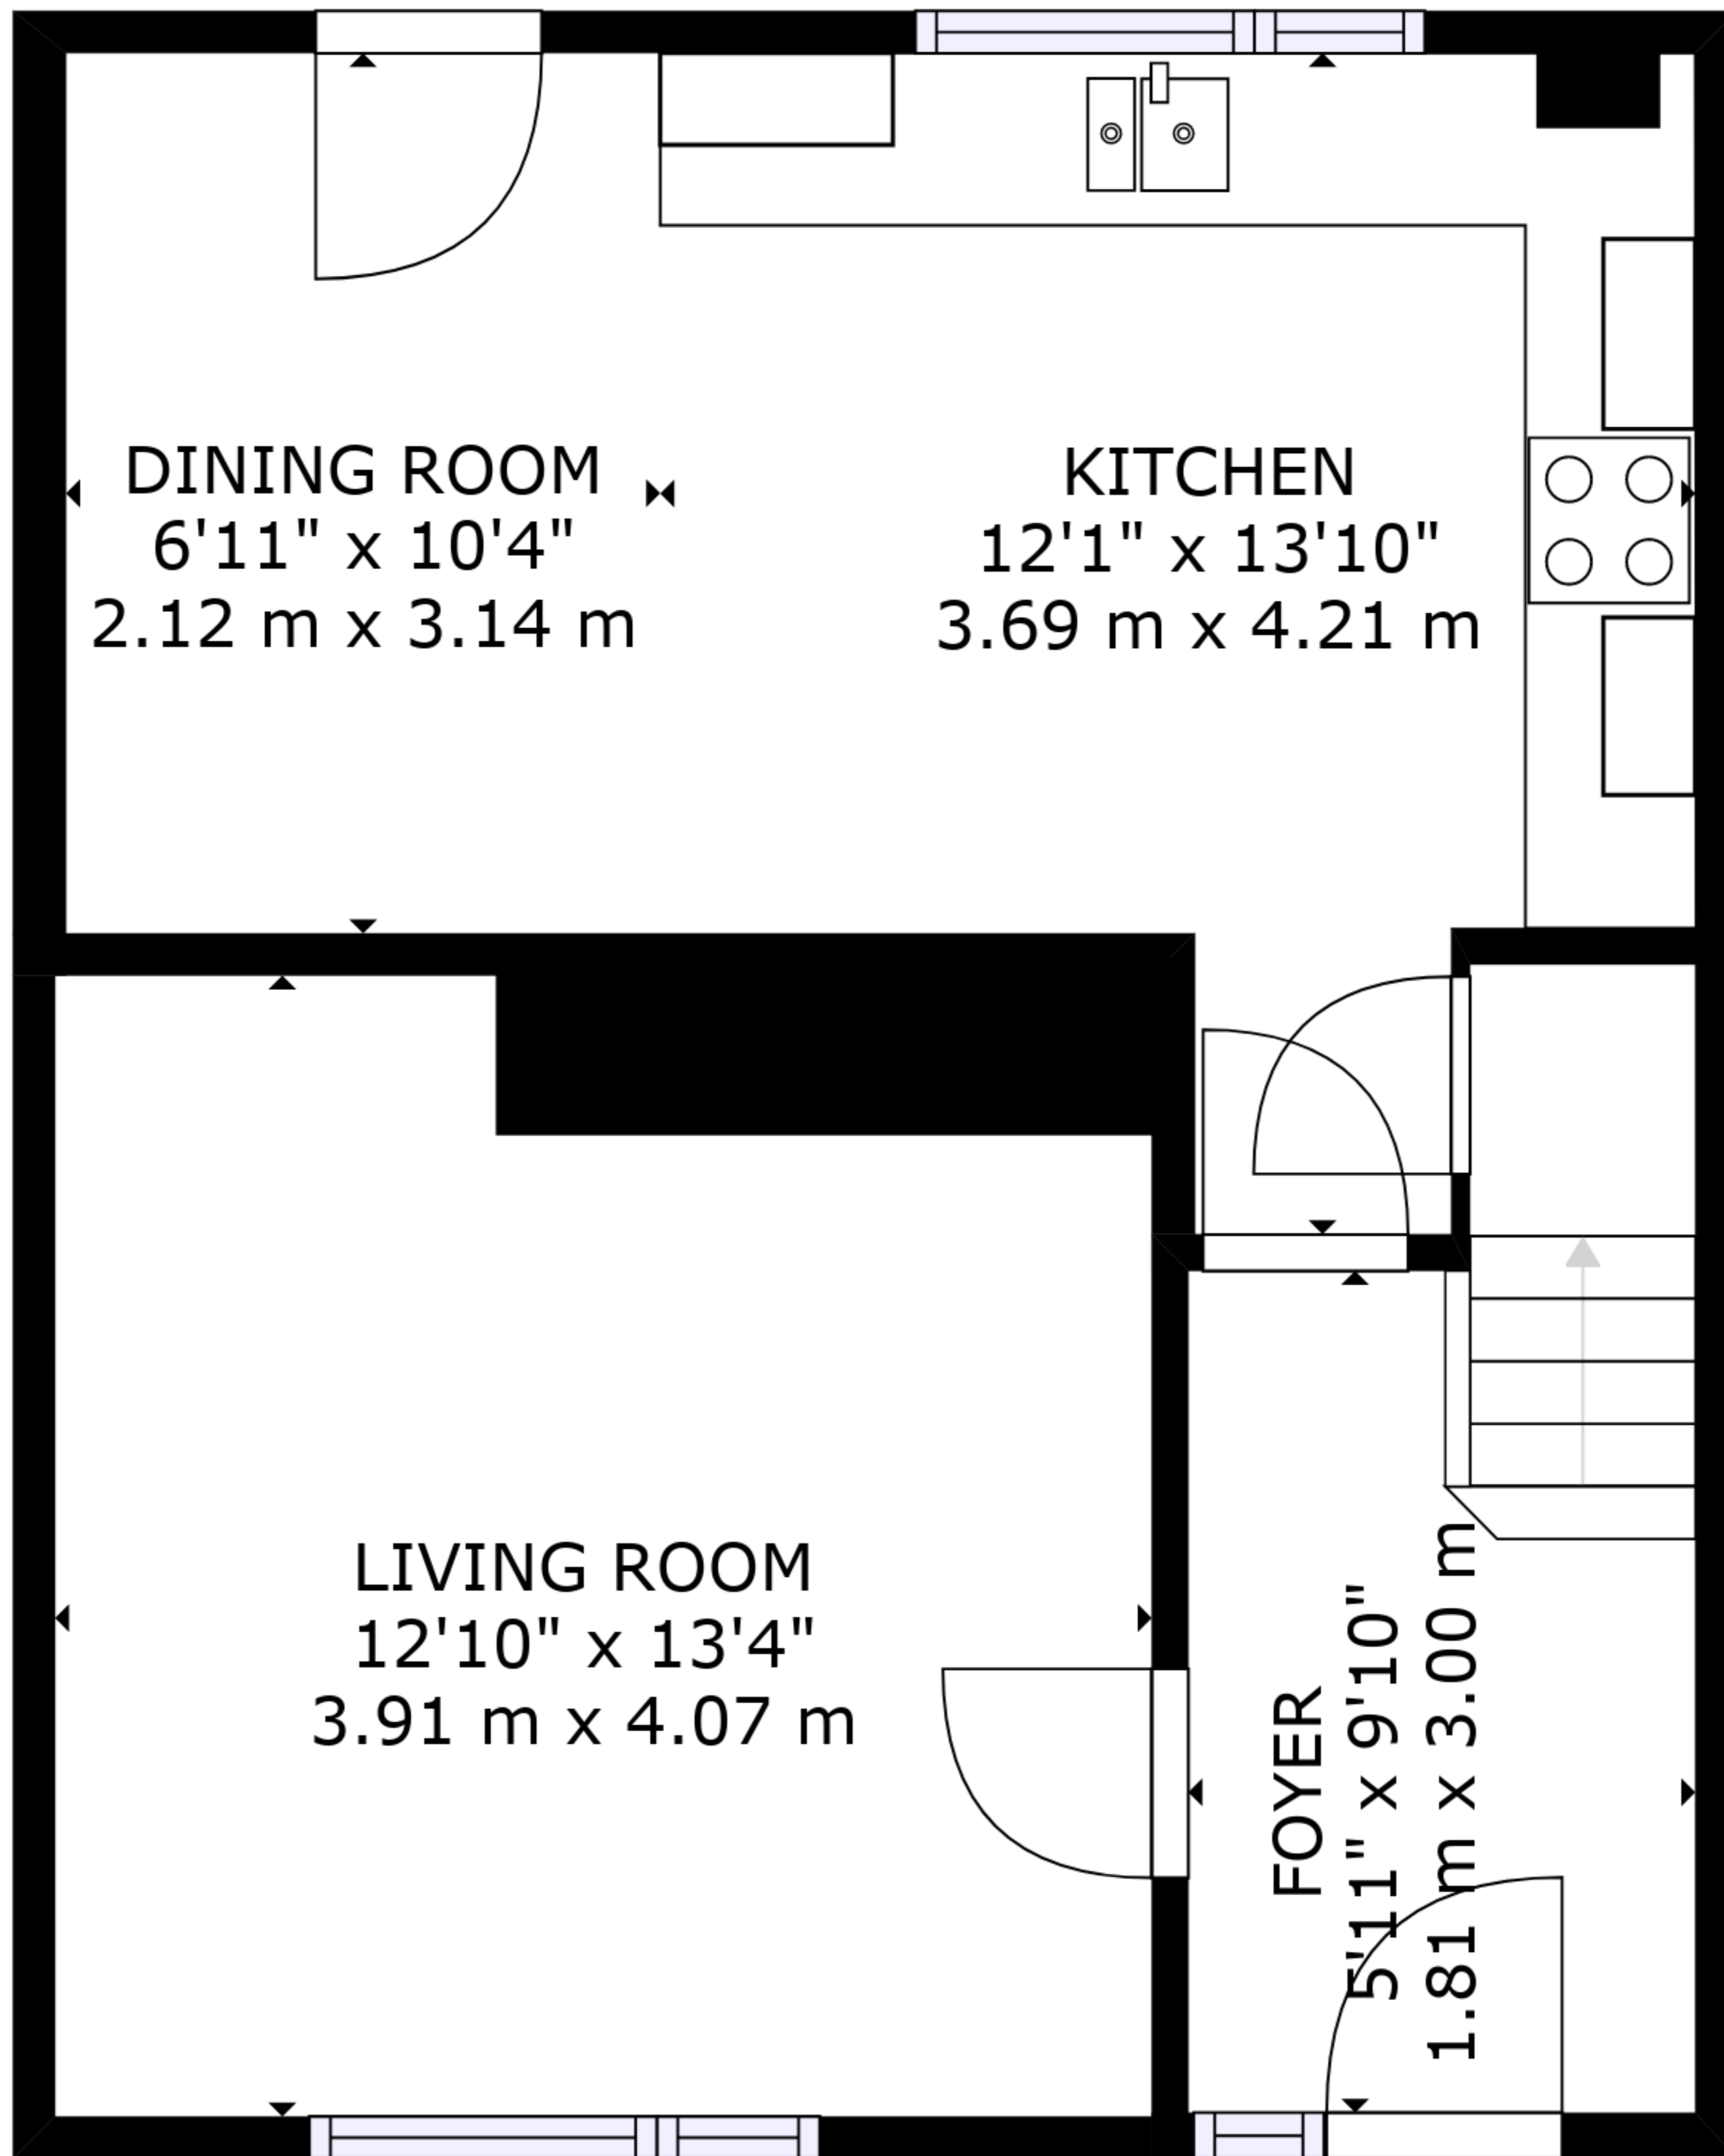 DINING ROOM
6'11" x 10'4"
2.12 m x 3.14 m
KITCHEN
12'1" x 13'10"
3.69 m x 4.21 m
LIVING ROOM
12'10" x 13'4"
3.91 m x 4.07 m
FOYER
5'11" x 9'10"
1.81 m x 3.00 m